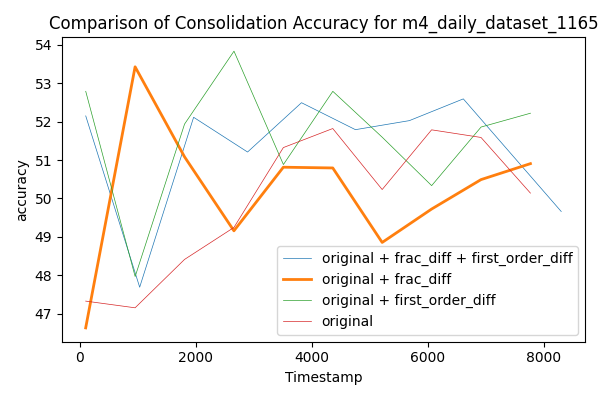 Comparison of Consolidation Accuracy for m4_daily_dataset_1165
54
53
52
51
50
49
48
47
accuracy
original + frac_diff + first_order_diff
original + frac_diff
original + first_order_diff
original
0 2000 4000 6000 8000
Timestamp